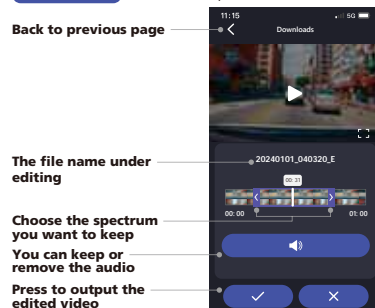 11:15
5G
Back to previous page
Downloads
The file name under
editing
20240101_040320_E
00:31
Choose the spectrum
you want to keep
00:00
01:00
You can keep or
remove the audio
Press to output the
edited video